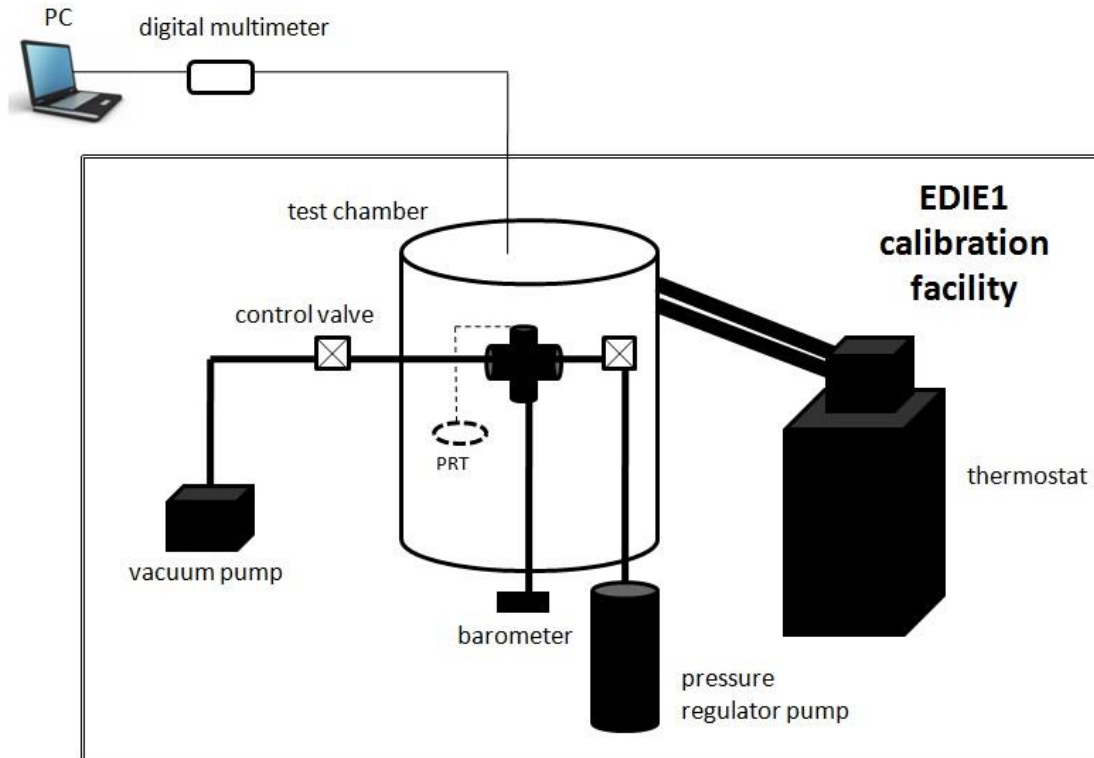 PC
digital multimeter
EDIE1
calibration
facility
test chamber
control valve
PRT
thermostat
vacuum pump
barometer
pressure
regulator pump